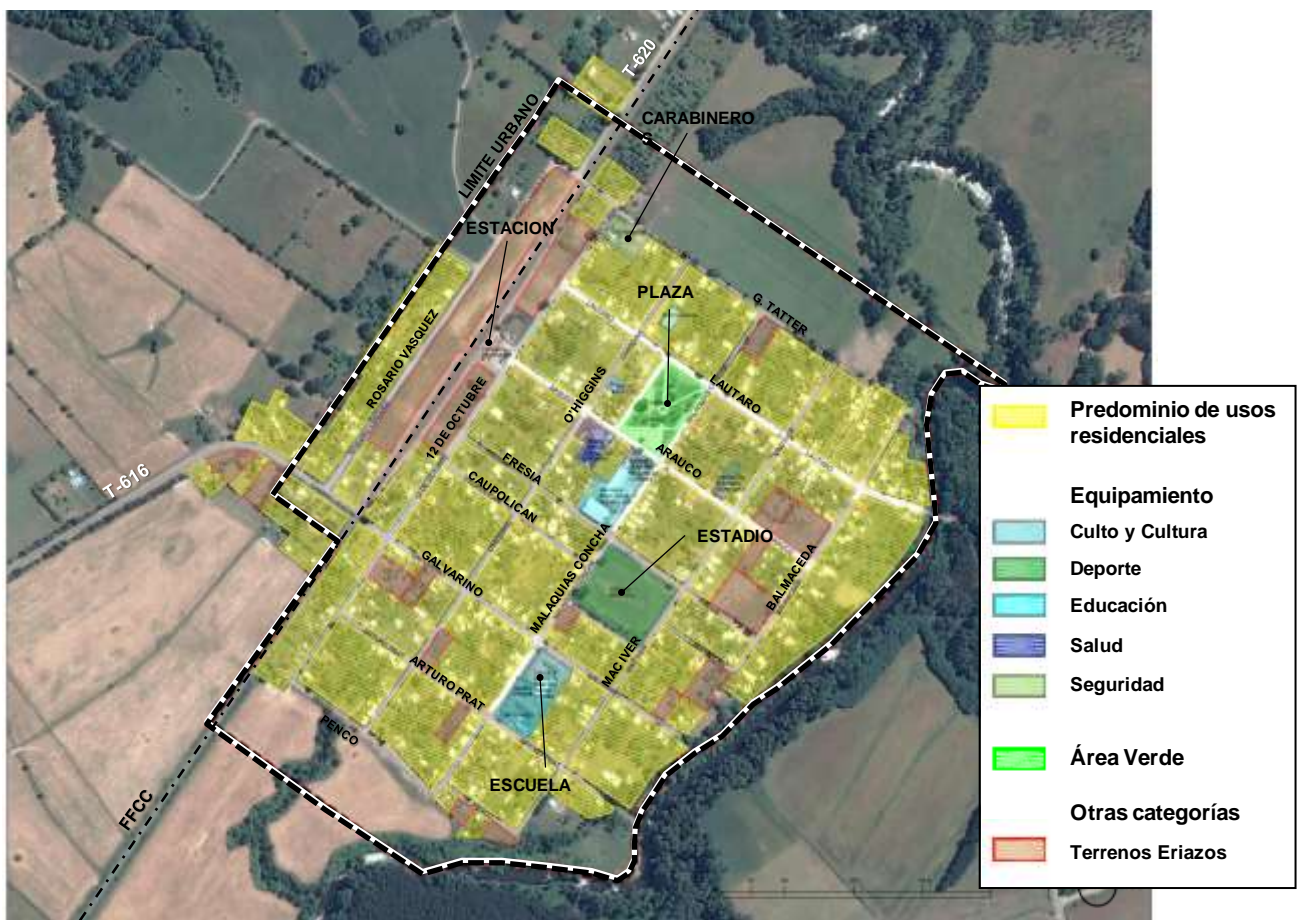 T-620
CARABINERO
S
LIMITE URBANO
ESTACION
PLAZA
G. TATTER
ROSARIO VASQUEZ
LAUTARO
O'HIGGINS
12 DE OCTUBRE
ARAUCO
FRESIA
T-616
CAUPOLICAN
ESTADIO
GALVARINO
MALAQUIAS CONCHA
BALMACEDA
MAC IVER
ARTURO PRAT
PENCO
ESCUELA
FFCC
Predominio de usos
residenciales
Equipamiento
Culto y Cultura
Deporte
Educación
Salud
Seguridad
Área Verde
Otras categorías
Terrenos Eriazos